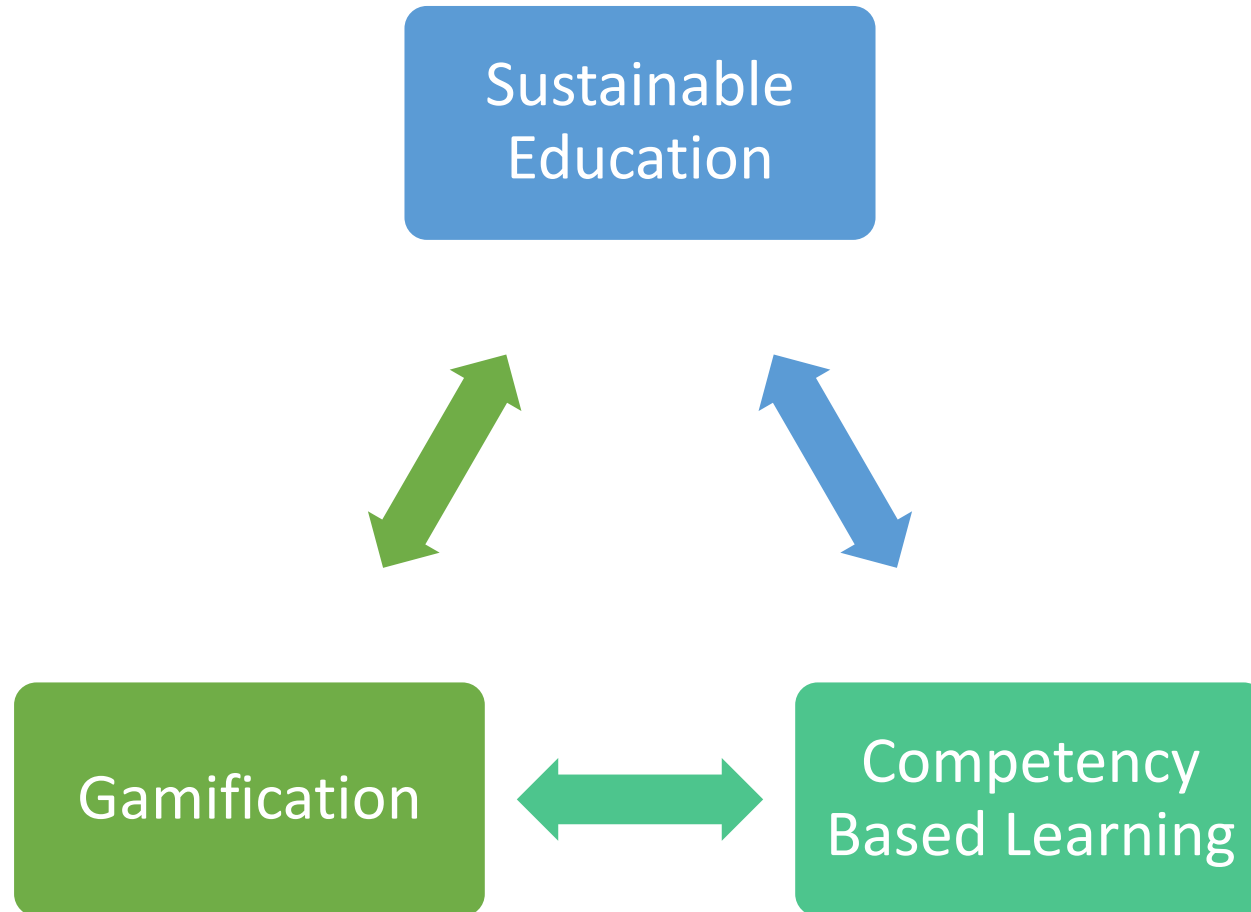 Sustainable
Education
Gamification
Competency
Based Learning